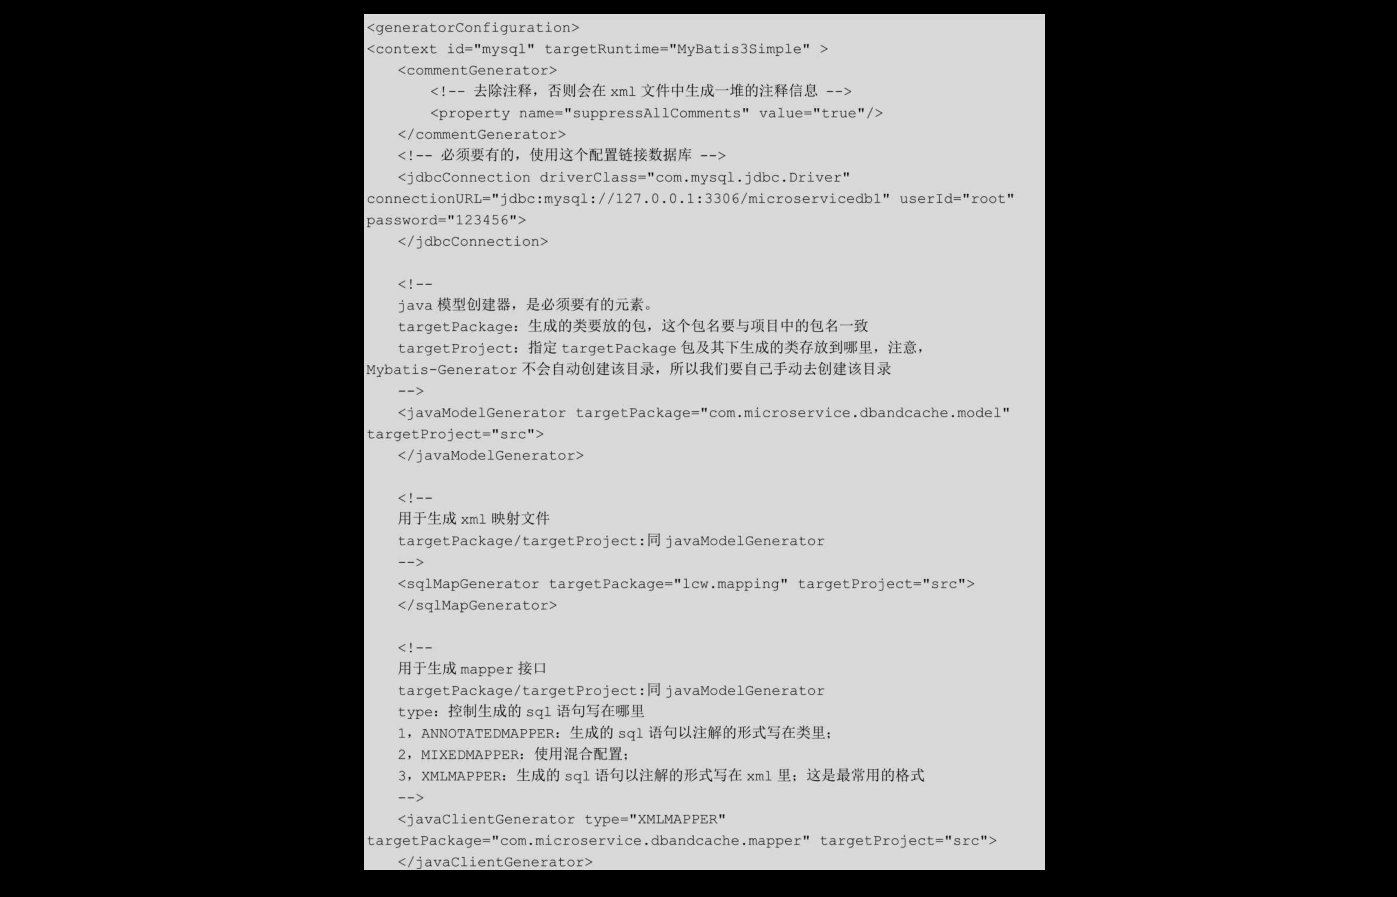 <generatorConfiguration>
<context id="mysql" targetRuntime="MyBatis3Simple" >
<commentGenerator>
<!-- 去除注释，否则会在 xml 文件中生成一堆的注释信息 -->
<property name="suppressAllComments" value="true"/>
</commentGenerator>
<!-- 必须要有的，使用这个配置链接数据库 -->
<jdbcConnection driverClass="com.mysql.jdbc.Driver"
connectionURL="jdbc:mysql://127.0.0.1:3306/microservicedb1" userId="root"
password="123456">
</jdbcConnection>
<!--
java 模型创建器，是必须要有的元素。
targetPackage：生成的类要放的包，这个包名要与项目中的包名一致
targetProject：指定 targetPackage 包及其下生成的类存放到哪里，注意，
Mybatis-Generator 不会自动创建该目录，所以我们要自己手动去创建该目录
-->
<javaModelGenerator targetPackage="com.microservice.dbandcache.model"
targetProject="src">
</javaModelGenerator>
<!--
用于生成 xml 映射文件
targetPackage/targetProject:同 javaModelGenerator
-->
<sqlMapGenerator targetPackage="lcw.mapping" targetProject="src">
</sqlMapGenerator>
<!--
用于生成 mapper 接口
targetPackage/targetProject:同 javaModelGenerator
type：控制生成的 sql 语句写在哪里
1，ANNOTATEDMAPPER：生成的 sql 语句以注解的形式写在类里；
2，MIXEDMAPPER：使用混合配置；
3，XMLMAPPER：生成的 sql 语句以注解的形式写在 xml 里；这是最常用的格式
-->
<javaClientGenerator type="XMLMAPPER"
targetPackage="com.microservice.dbandcache.mapper" targetProject="src">
</javaClientGenerator>